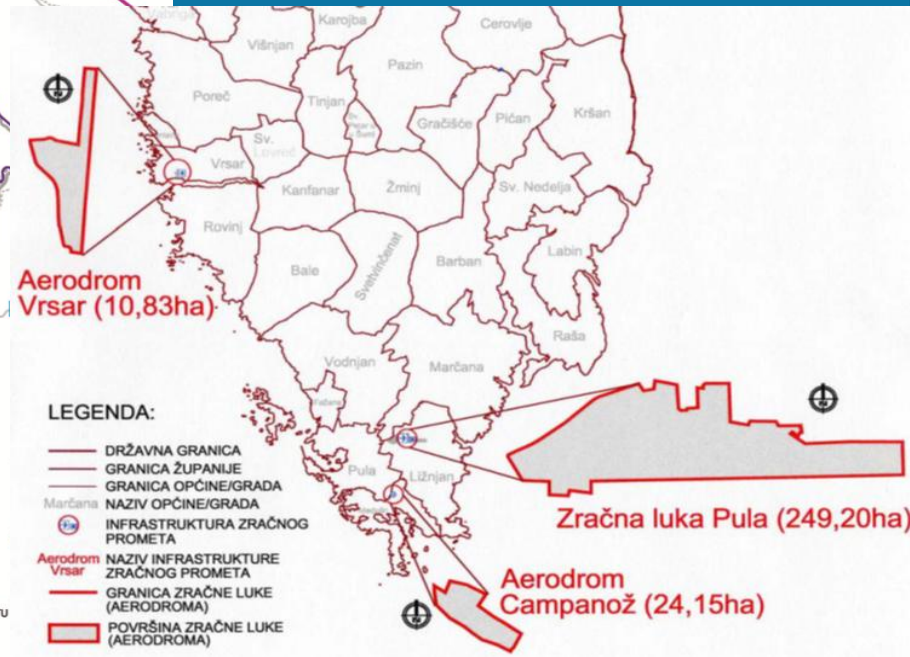 Karojba
Cerovlje
Višnjan
Pazin
Poreč
Tinjan
Gračišće
Pićan
Kršan
Sv.
Vrsar
Kanfanar
Žminj
Sv. Nedelja
Rovinj
Labin
Bale
Svetvinčenat
Barban
Aerodrom
Vrsar (10,83ha)
Raša
Vodnjan
Marčana
Pula
Ližnjan
Zračna luka Pula (249,20ha)
Aerodrom
Campanož (24,15ha)
LEGENDA:
DRŽAVNA GRANICA
GRANICA ŽUPANIJE
GRANICA OPĆINE/GRADA
Marčana NAZIV OPĆINE/GRADA
INFRASTRUKTURA ZRAČNOG
PROMETA
Aerodrom NAZIV INFRASTRUKTURE
Vrsar ZRAČNOG PROMETA
GRANICA ZRAČNE LUKE
(AERODROMA)
POVRŠINA ZRAČNE LUKE
(AERODROMA)